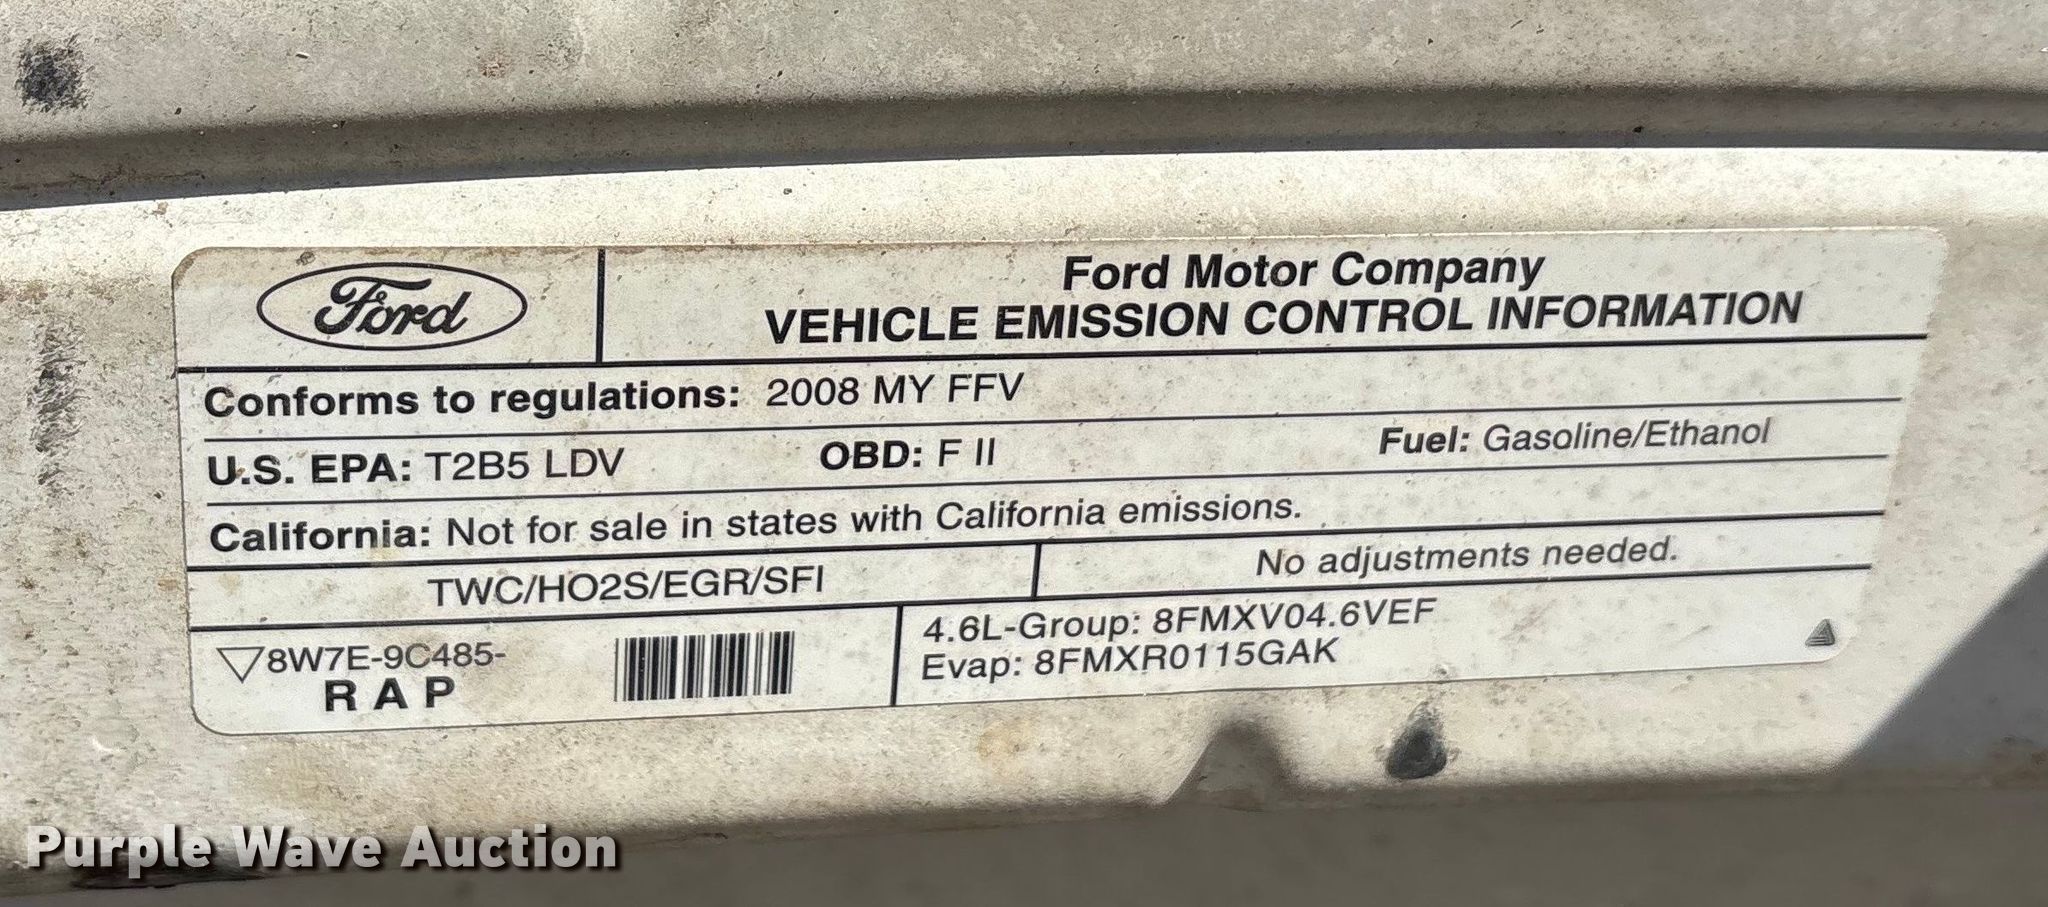 Ford
Ford Motor Company
VEHICLE EMISSION CONTROL INFORMATION
Conforms to regulations: 2008 MY FFV
U.S. EPA: T2B5 LDV OBD: F II Fuel: Gasoline/Ethanol
California: Not for sale in states with California emissions.
TWC/HO2S/EGR/SFI No adjustments needed.
8W7E-9C485-
R A P
4.6L-Group: 8FMXV04.6VEF
Evap: 8FMXR0115GAK
Purple Wave Auction